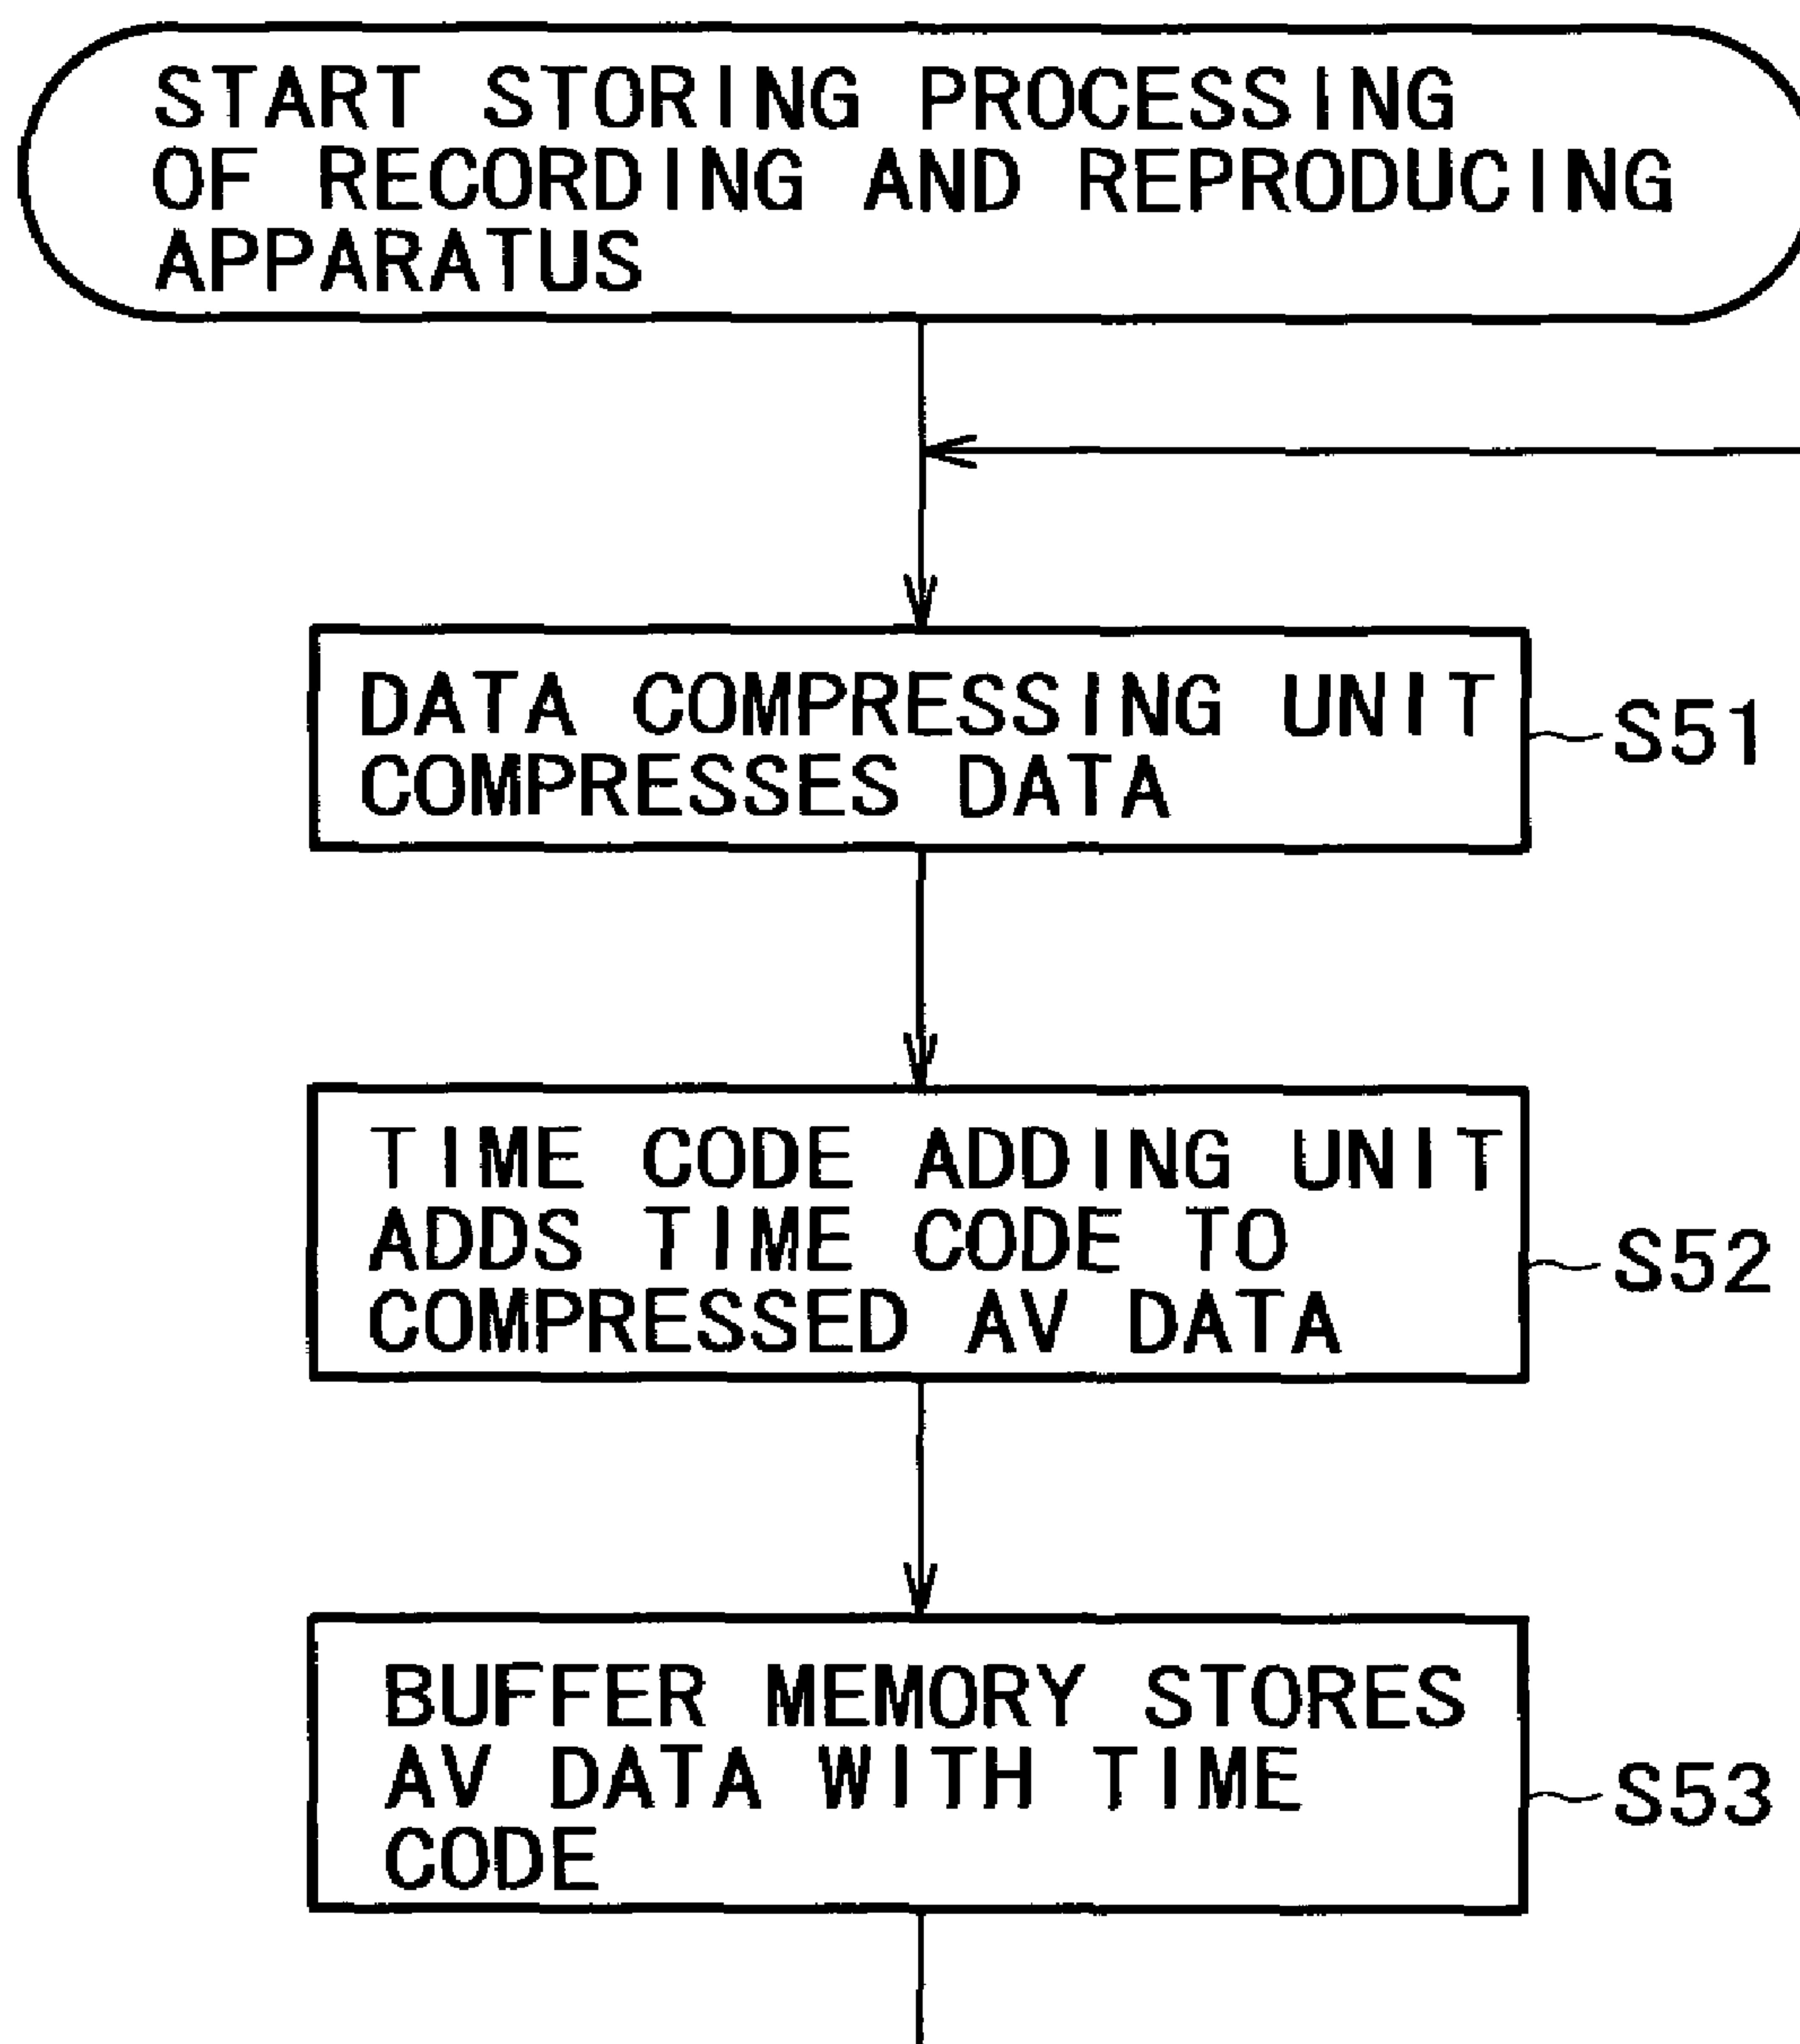 START STORING PROCESSING
OF RECORDING AND REPRODUCING
APPARATUS
DATA COMPRESSING UNIT
COMPRESSES DATA
S51
TIME CODE ADDING UNIT
ADDS TIME CODE TO
COMPRESSED AV DATA
S52
BUFFER MEMORY STORES
AV DATA WITH TIME
CODE
S53